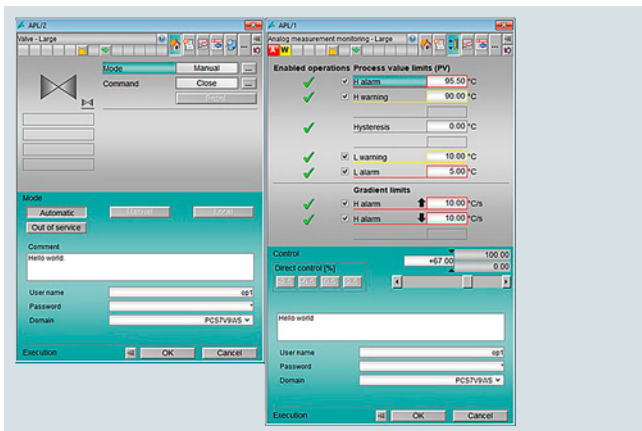 APL/2
Valve - Large
Mode
Manual
...
Command
Close
...
Mode
Automatic
Manual
Local
Out of service
Comment
Hello world.
User name
op1
Password
*
Domain
PCS7V9WS
Execution
OK
Cancel
APL/1
Analog measurement monitoring - Large
A W
Enabled operations Process value limits (PV)
H alarm 95.50 °C
H warning 90.00 °C
Hysteresis 0.00 °C
L warning 10.00 °C
L alarm 5.00 °C
Gradient limits
H alarm 10.00 °C/s
H alarm 10.00 °C/s
Control
+67.00
100.00
0.00
Direct control [%]
Hello world
User name
op1
Password
*
Domain
PCS7V9WS
Execution
OK
Cancel